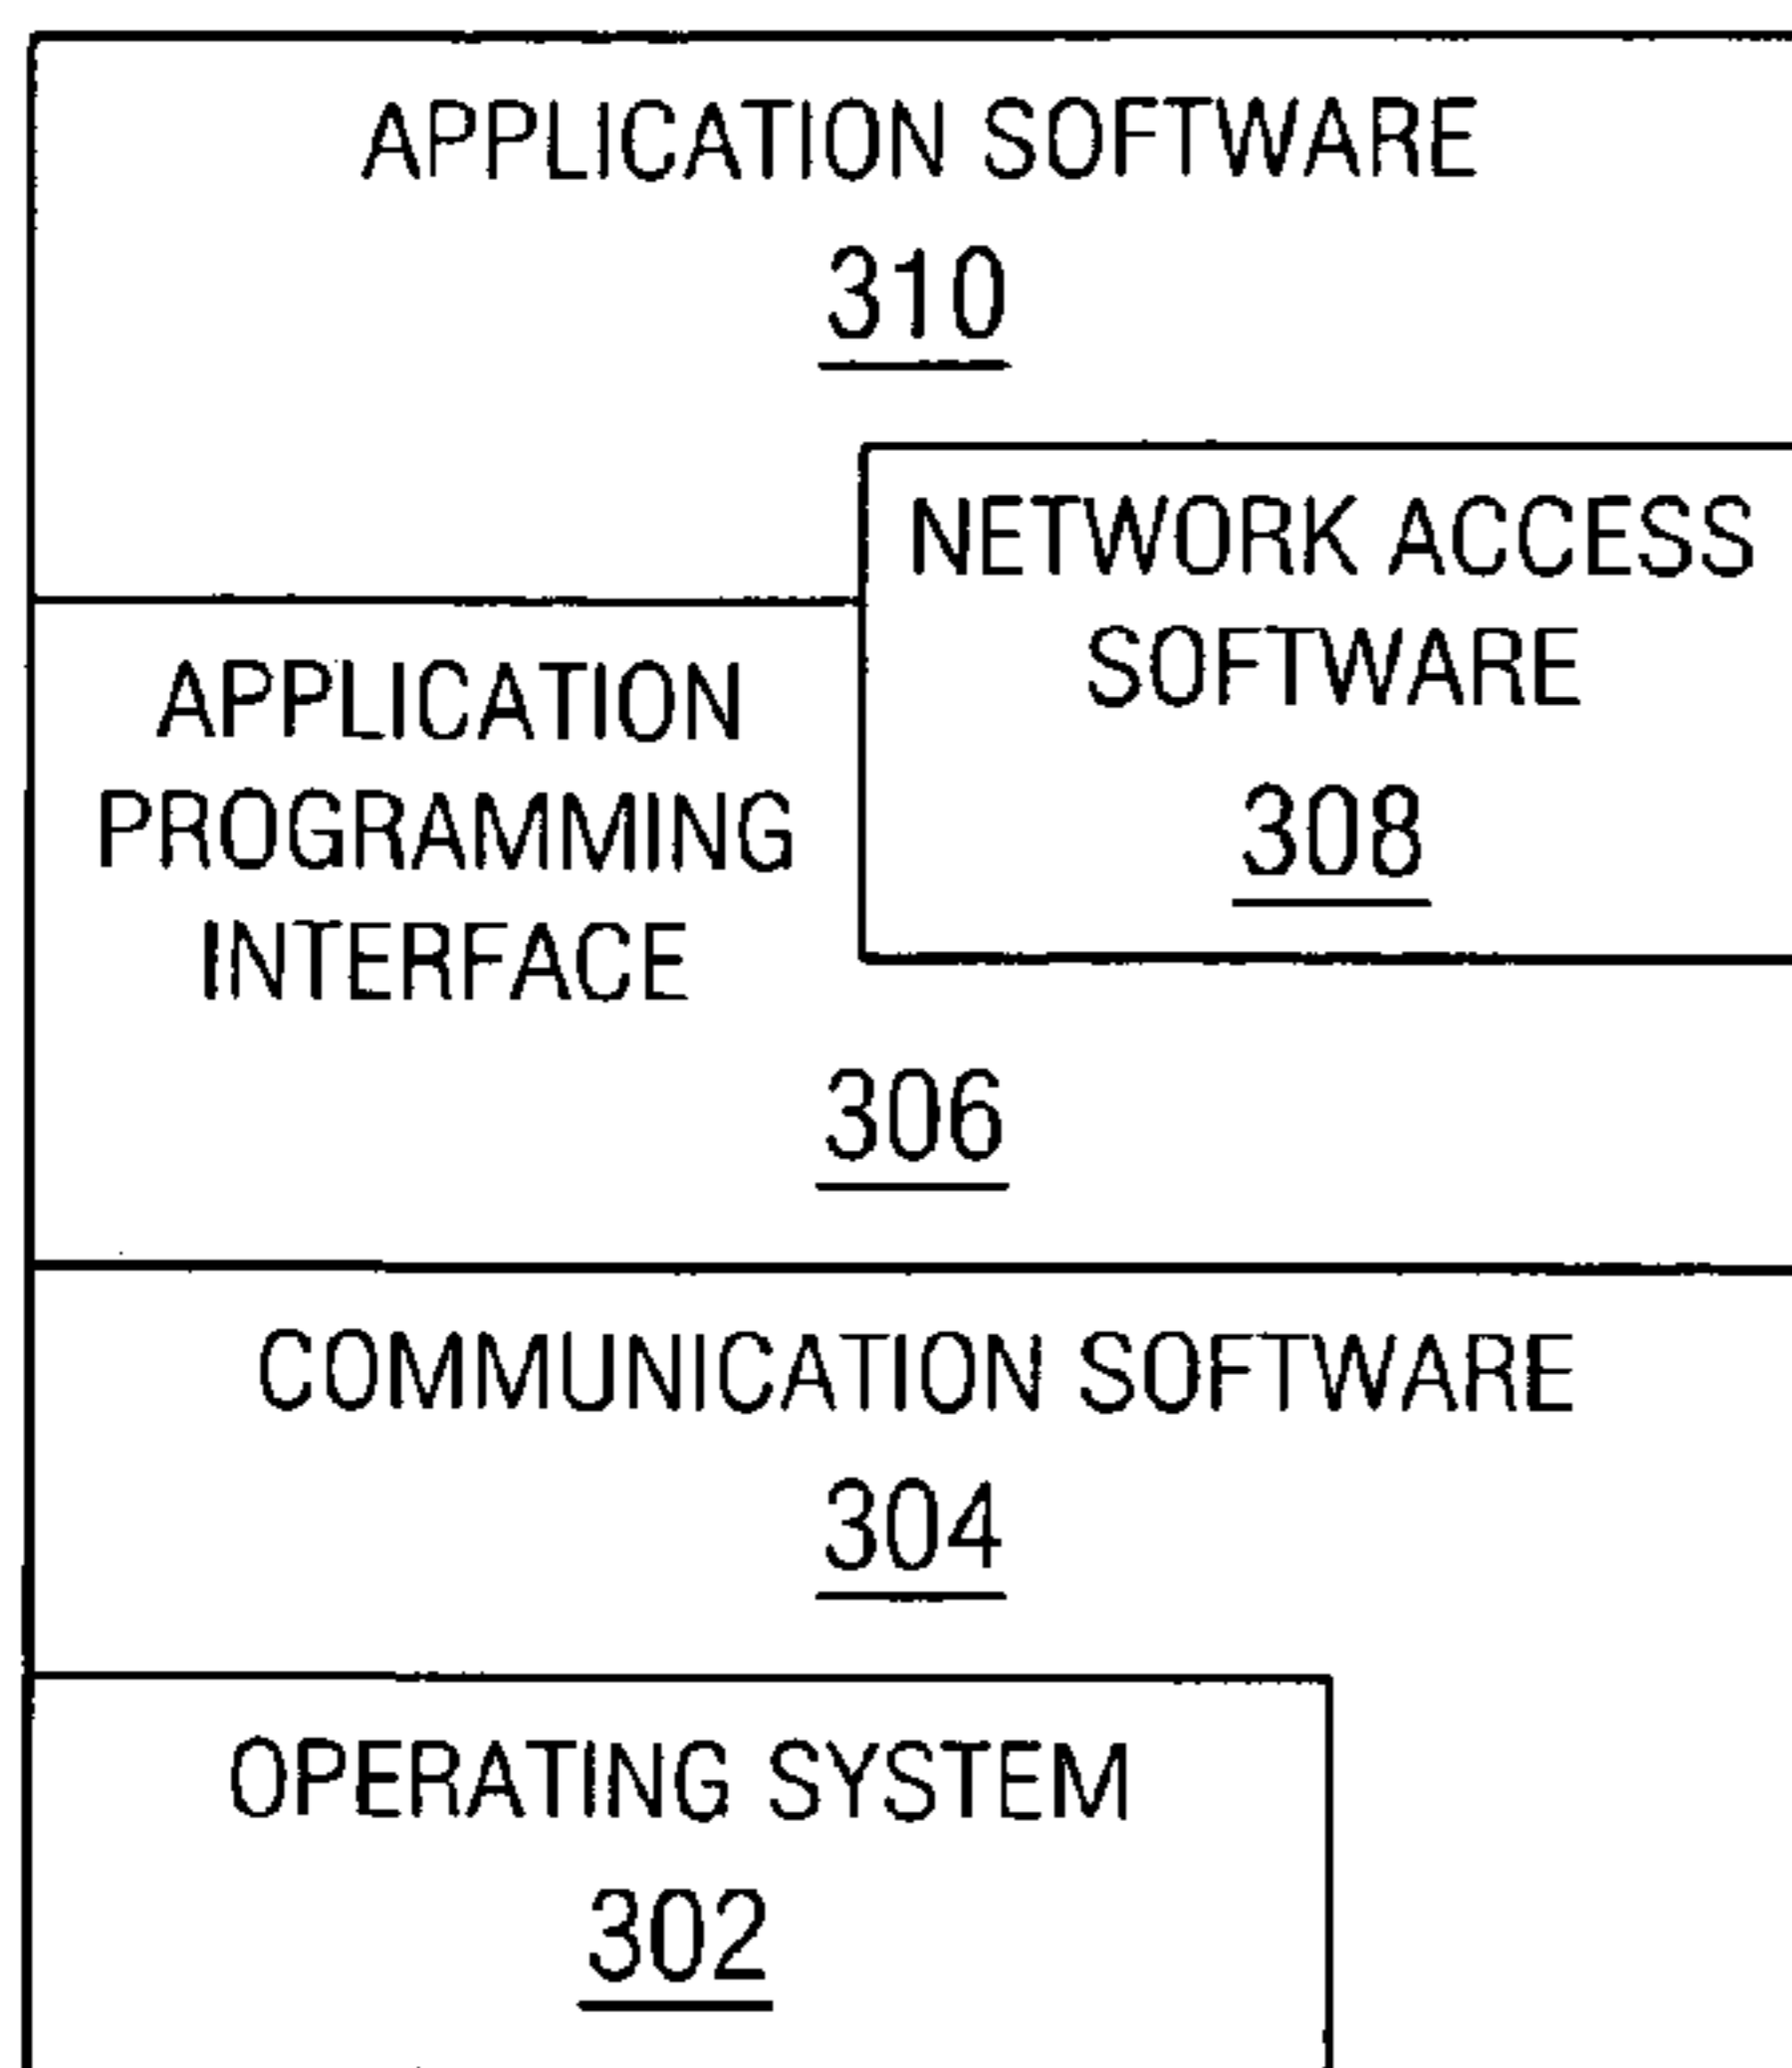 APPLICATION SOFTWARE
310
NETWORK ACCESS
SOFTWARE
308
APPLICATION
PROGRAMMING
INTERFACE
306
COMMUNICATION SOFTWARE
304
OPERATING SYSTEM
302